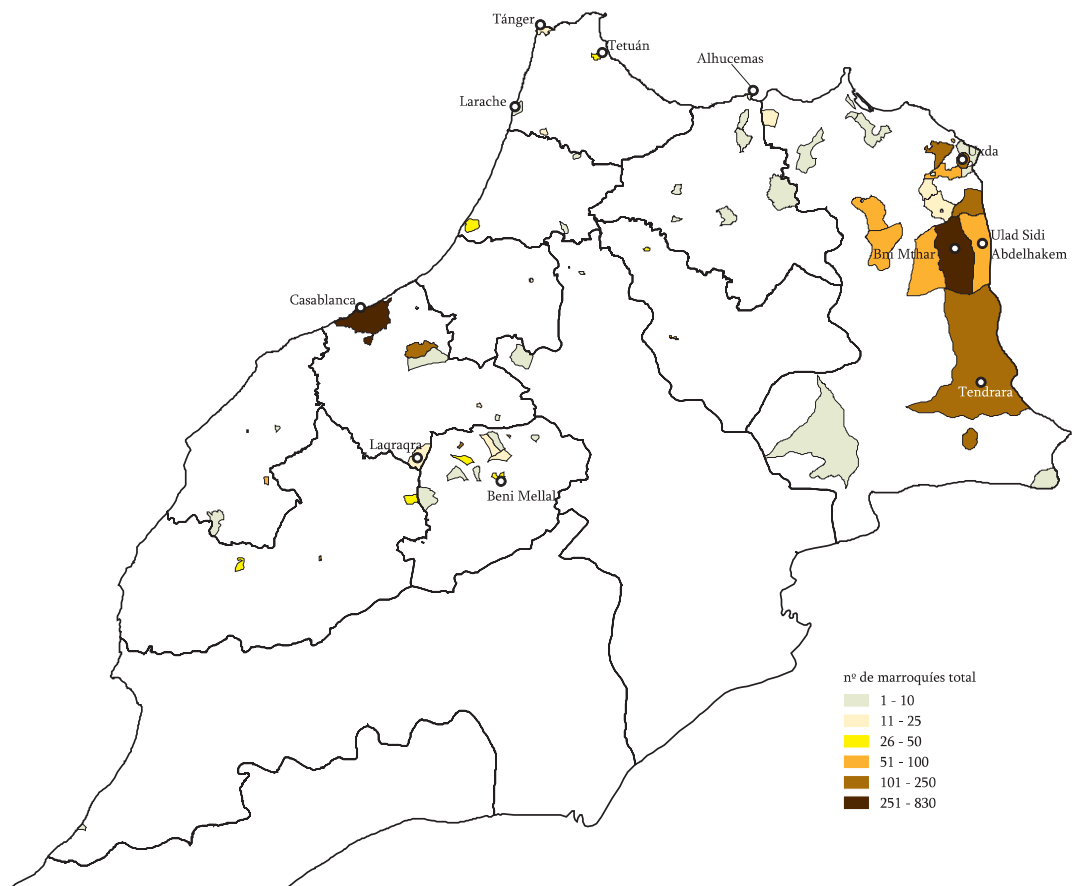 Tánger
Tetuán
Alhucemas
Larache
Uxda
Ulad Sidi
Abdelhakem
Bni Mthar
Casablanca
Tendrara
Laqraqra
Beni Mellal
nº de marroquíes total
1 - 10
11 - 25
26 - 50
51 - 100
101 - 250
251 - 830